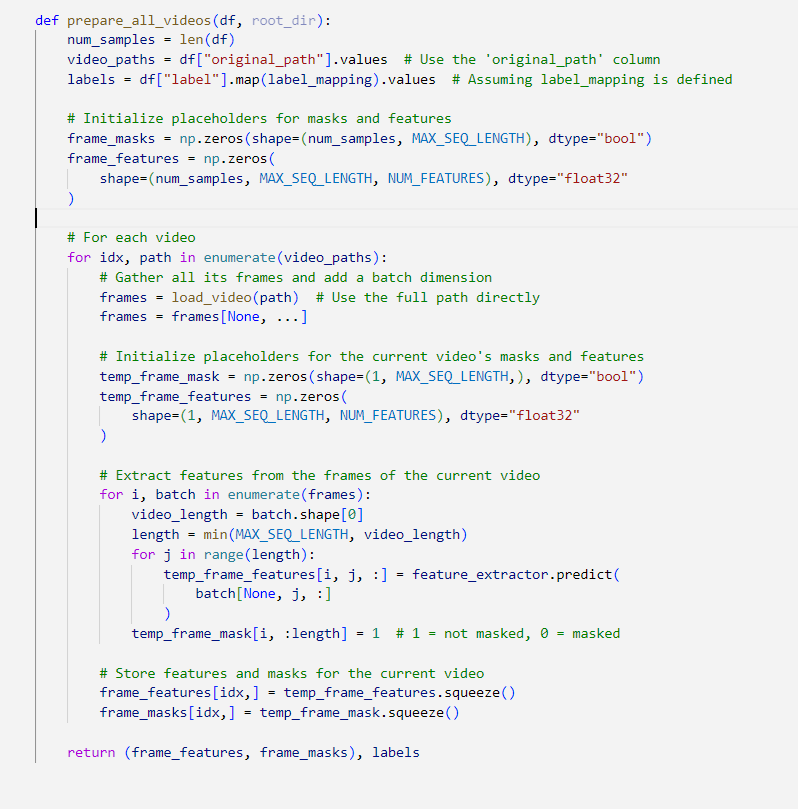 def prepare_all_videos(df, root_dir):
    num_samples = len(df)
    video_paths = df["original_path"].values  # Use the 'original_path' column
    labels = df["label"].map(label_mapping).values  # Assuming label_mapping is defined

    # Initialize placeholders for masks and features
    frame_masks = np.zeros(shape=(num_samples, MAX_SEQ_LENGTH), dtype="bool")
    frame_features = np.zeros(
        shape=(num_samples, MAX_SEQ_LENGTH, NUM_FEATURES), dtype="float32"
    )

    # For each video
    for idx, path in enumerate(video_paths):
        # Gather all its frames and add a batch dimension
        frames = load_video(path)  # Use the full path directly
        frames = frames[None, ...]

        # Initialize placeholders for the current video's masks and features
        temp_frame_mask = np.zeros(shape=(1, MAX_SEQ_LENGTH,), dtype="bool")
        temp_frame_features = np.zeros(
            shape=(1, MAX_SEQ_LENGTH, NUM_FEATURES), dtype="float32"
        )

        # Extract features from the frames of the current video
        for i, batch in enumerate(frames):
            video_length = batch.shape[0]
            length = min(MAX_SEQ_LENGTH, video_length)
            for j in range(length):
                temp_frame_features[i, j, :] = feature_extractor.predict(
                    batch[None, j, :]
                )
            temp_frame_mask[i, :length] = 1  # 1 = not masked, 0 = masked

        # Store features and masks for the current video
        frame_features[idx,] = temp_frame_features.squeeze()
        frame_masks[idx,] = temp_frame_mask.squeeze()

    return (frame_features, frame_masks), labels